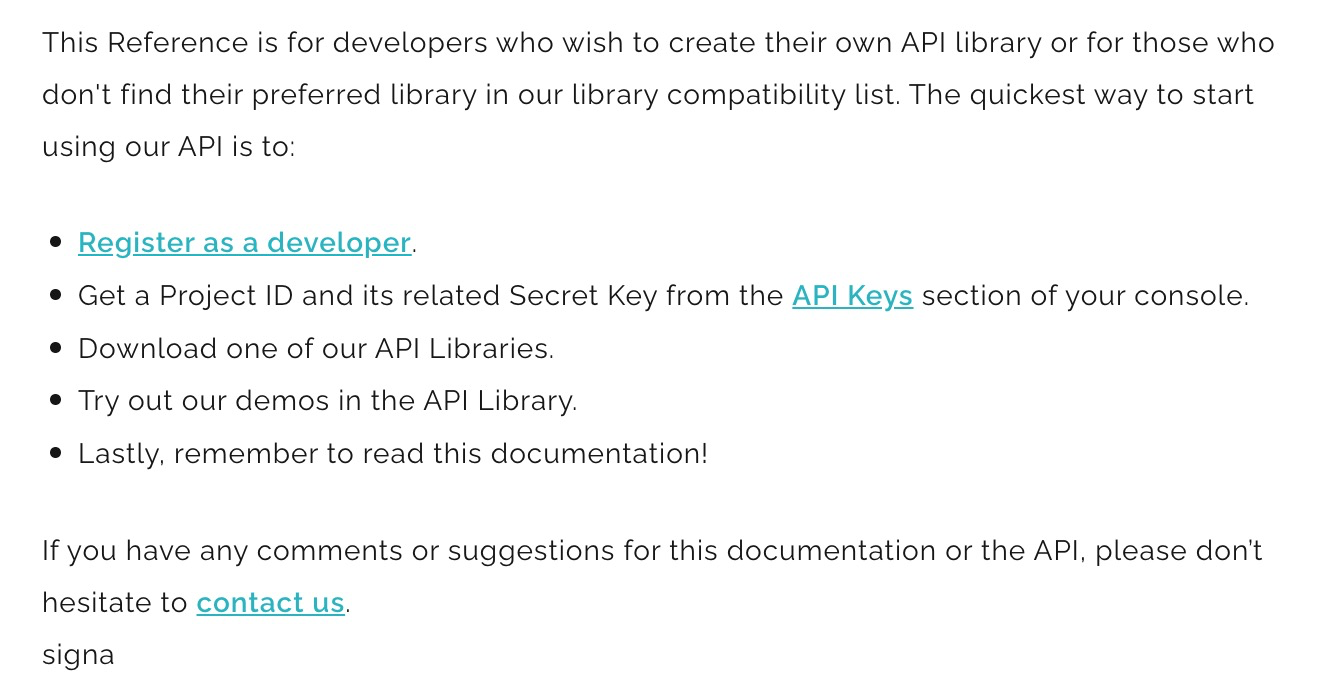 This Reference is for developers who wish to create their own API library or for those who
don't find their preferred library in our library compatibility list. The quickest way to start
using our API is to:
• Register as a developer.
• Get a Project ID and its related Secret Key from the API Keys section of your console.
• Download one of our API Libraries.
• Try out our demos in the API Library.
• Lastly, remember to read this documentation!
If you have any comments or suggestions for this documentation or the API, please don’t
hesitate to contact us.
signa